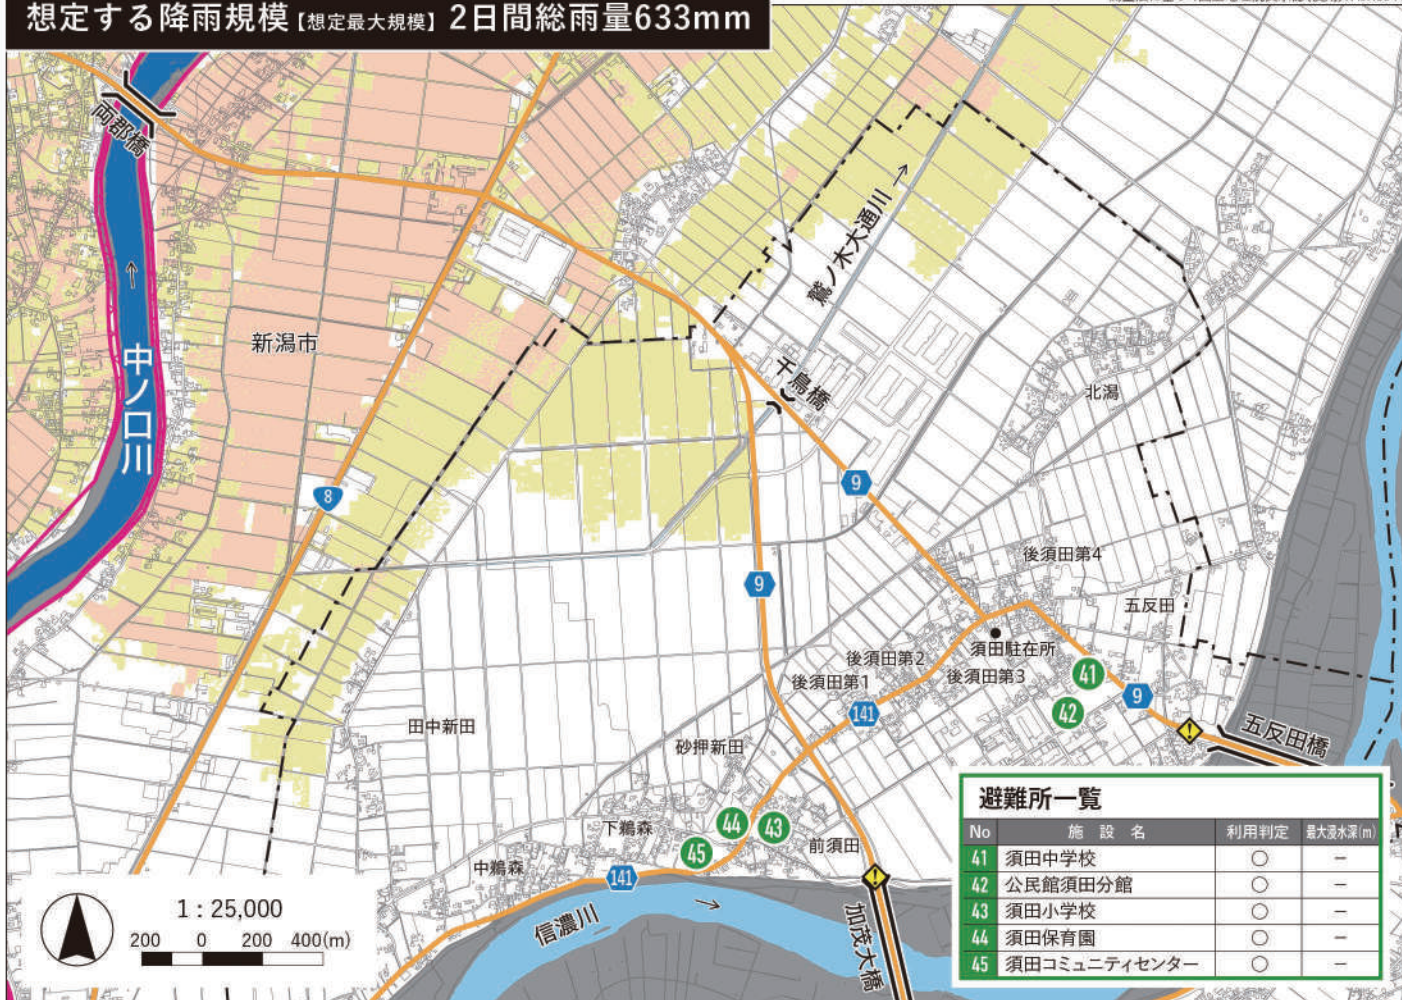 想定する降雨規模【想定最大規模】2日間総雨量633mm
両郡橋
鷲ノ木大通川→
↑
新潟市
中ノ口川
千鳥橋
北潟
8
9
9
後須田第4
五反田
須田駐在所
後須田第2
後須田第3
後須田第1
41
42
9
141
五反田橋
田中新田
砂押新田
下鵜森
44
43
45
前須田
中鵜森
141
信濃川
→
加茂大橋
1：25,000
200 0 200 400(m)
避難所一覧
No 施設名 利用判定 最大浸水深(m)
41 須田中学校 ○ －
42 公民館須田分館 ○ －
43 須田小学校 ○ －
44 須田保育園 ○ －
45 須田コミュニティセンター ○ －